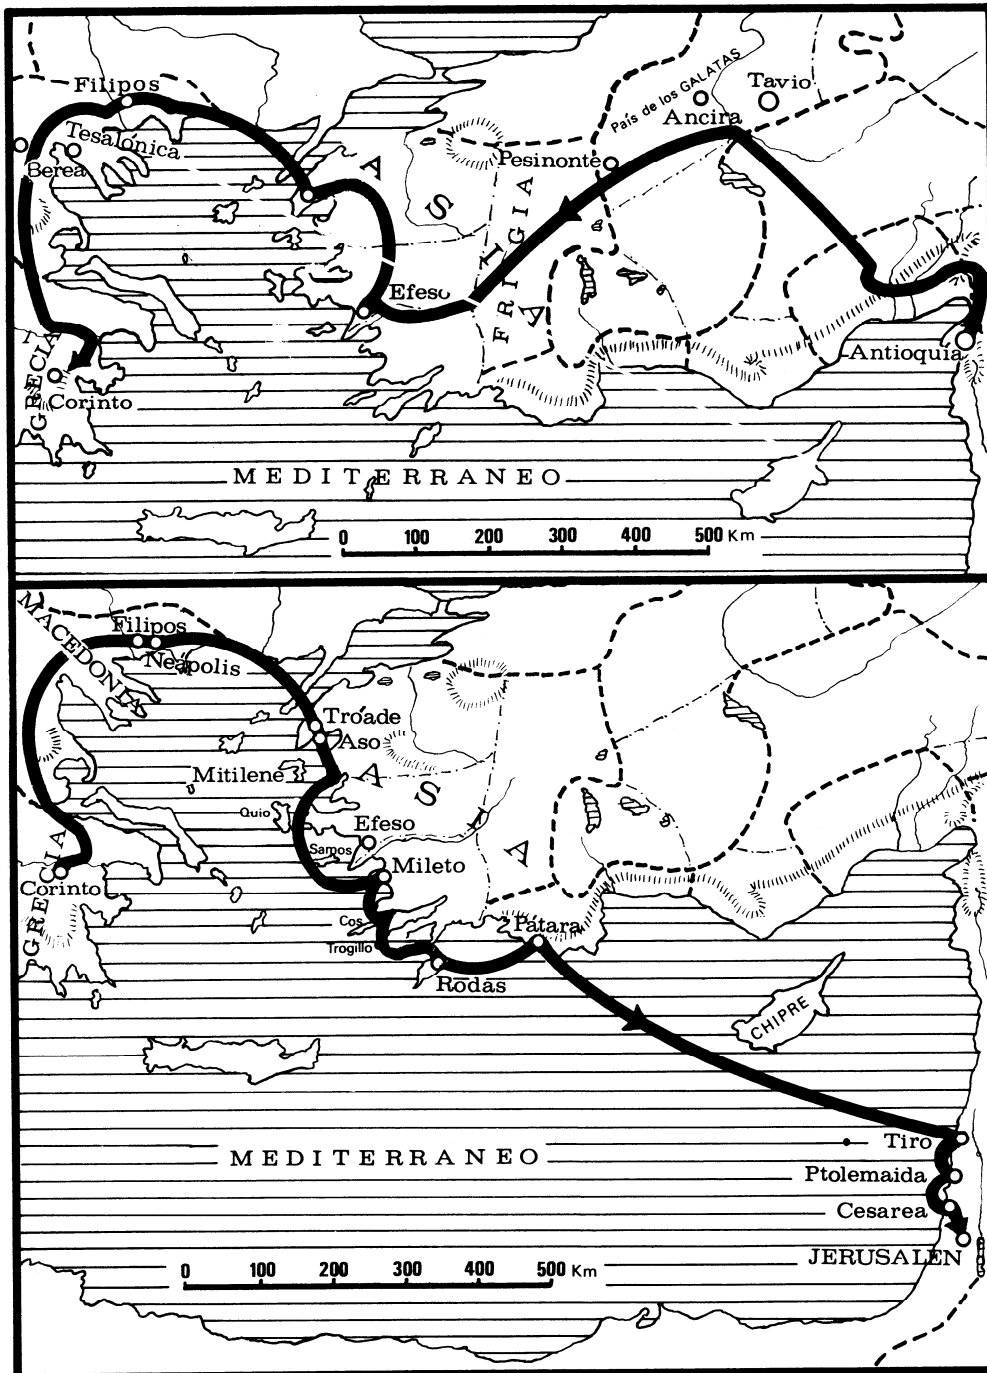 Filipos
Tesalónica
Berea
País de los GALATAS
Tavio
Ancira
Pesinonte
ASIA
FRIGIA
Efeso
Antioquía
GRECIA
Corinto
MEDITERRANEO
0 100 200 300 400 500 Km
MACEDONIA
Filipos
Neápolis
Tróade
Aso
Mitilene
ASIA
Quio
Efeso
Samos
Mileto
Corinto
GRECIA
Cos
Trogillo
Pátara
Rodas
CHIPRE
MEDITERRANEO
Tiro
Ptolemaida
Cesarea
JERUSALEN
0 100 200 300 400 500 Km